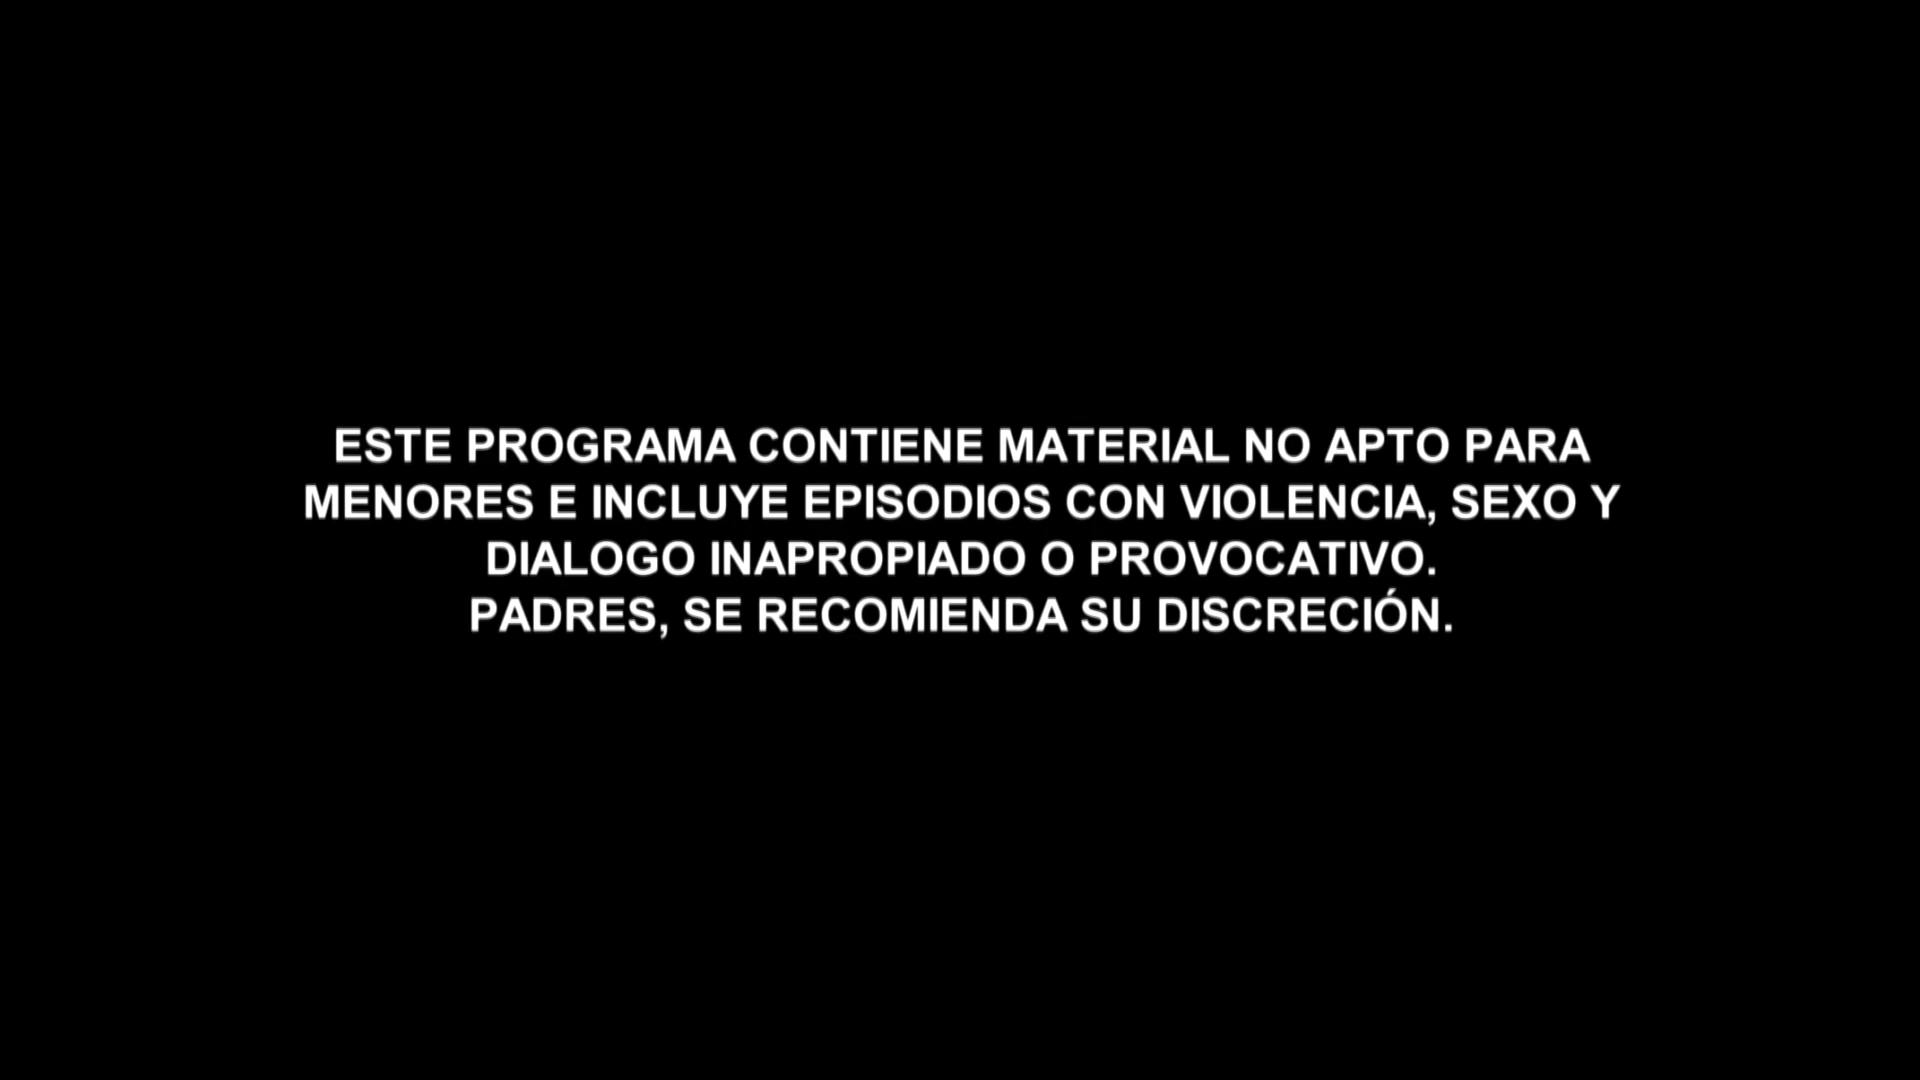 ESTE PROGRAMA CONTIENE MATERIAL NO APTO PARA
MENORES E INCLUYE EPISODIOS CON VIOLENCIA, SEXO Y
DIALOGO INAPROPIADO O PROVOCATIVO.
PADRES, SE RECOMIENDA SU DISCRECIÓN.